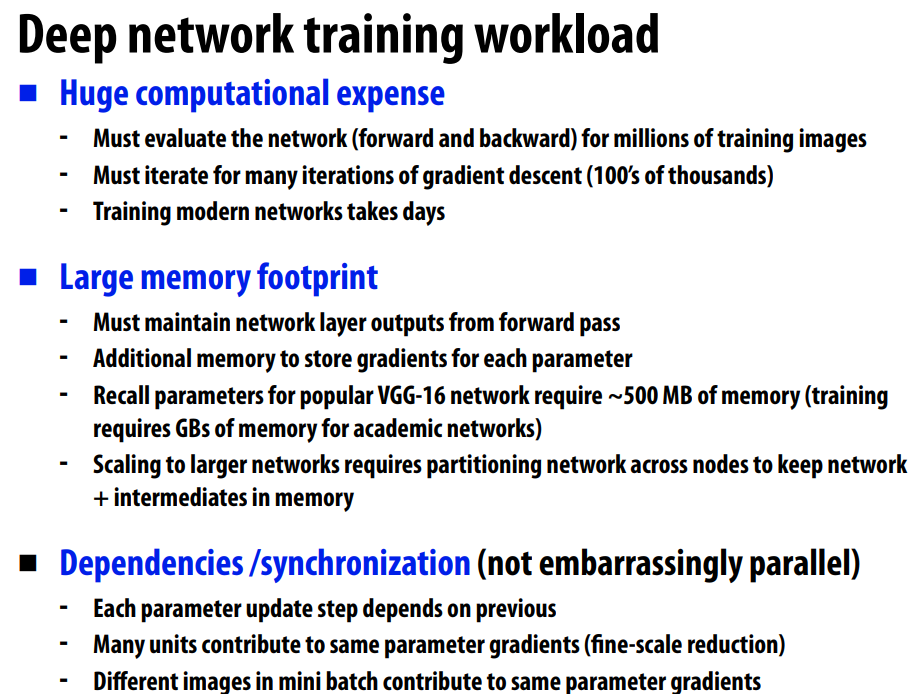 Deep network training workload
■ Huge computational expense
- Must evaluate the network (forward and backward) for millions of training images
- Must iterate for many iterations of gradient descent (100’s of thousands)
- Training modern networks takes days
■ Large memory footprint
- Must maintain network layer outputs from forward pass
- Additional memory to store gradients for each parameter
- Recall parameters for popular VGG-16 network require ~500 MB of memory (training
requires GBs of memory for academic networks)
- Scaling to larger networks requires partitioning network across nodes to keep network
+ intermediates in memory
■ Dependencies /synchronization (not embarrassingly parallel)
- Each parameter update step depends on previous
- Many units contribute to same parameter gradients (fine-scale reduction)
- Different images in mini batch contribute to same parameter gradients